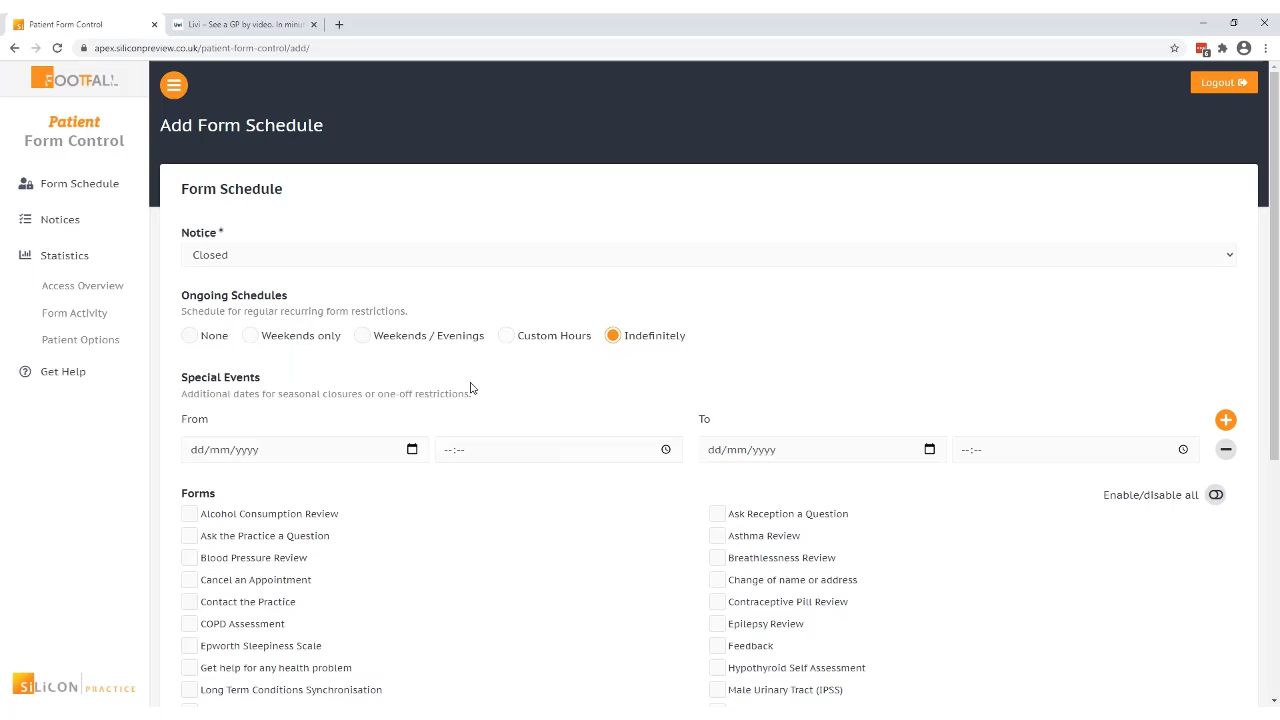 Patient Form Control
Livi – See a GP by video. In minut
apex.siliconpreview.co.uk/patient-form-control/add/
6
FOOTFALL
Logout
Patient
Form Control
Add Form Schedule
Form Schedule
Notices
Statistics
Access Overview
Form Activity
Patient Options
Get Help
Form Schedule
Notice *
Closed
Ongoing Schedules
Schedule for regular recurring form restrictions.
None Weekends only Weekends / Evenings Custom Hours Indefinitely
Special Events
Additional dates for seasonal closures or one-off restrictions.
From To
dd/mm/yyyy --:-- dd/mm/yyyy --:--
Forms Enable/disable all
Alcohol Consumption Review Ask Reception a Question
Ask the Practice a Question Asthma Review
Blood Pressure Review Breathlessness Review
Cancel an Appointment Change of name or address
Contact the Practice Contraceptive Pill Review
COPD Assessment Epilepsy Review
Epworth Sleepiness Scale Feedback
Get help for any health problem Hypothyroid Self Assessment
Long Term Conditions Synchronisation Male Urinary Tract (IPSS)
SiLiCON PRACTICE